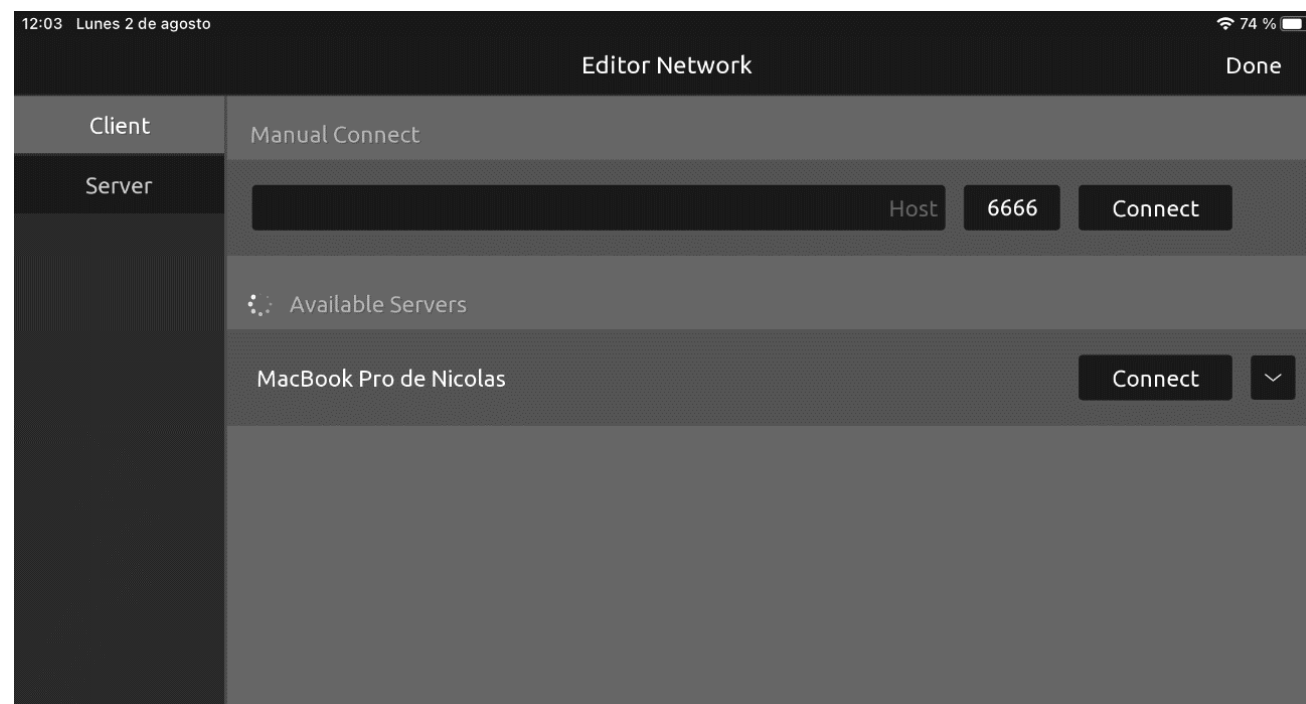 12:03 Lunes 2 de agosto 74 %
Editor Network Done
Client
Server
Manual Connect
Host 6666 Connect
Available Servers
MacBook Pro de Nicolas Connect